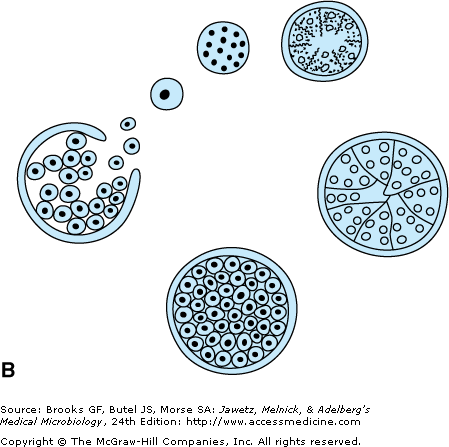 B
Source: Brooks GF, Butel JS, Morse SA: Jawetz, Melnick, & Adelberg's
Medical Microbiology, 24th Edition: http://www.accessmedicine.com
Copyright © The McGraw-Hill Companies, Inc. All rights reserved.